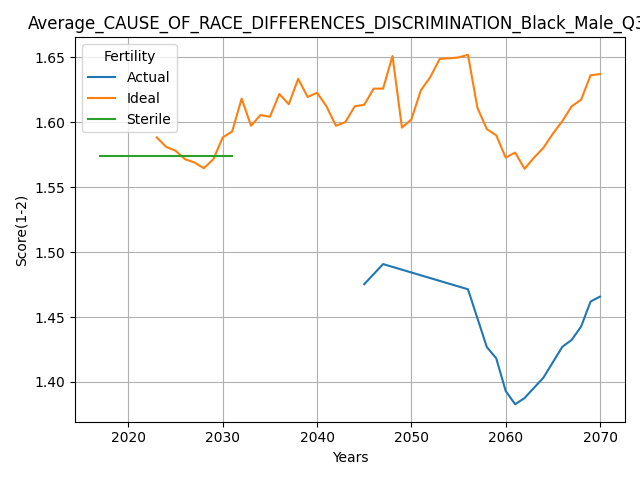 Average_CAUSE_OF_RACE_DIFFERENCES_DISCRIMINATION_Black_Male_Q3
Fertility
Actual
Ideal
Sterile
Score(1-2)
1.65
1.60
1.55
1.50
1.45
1.40
2020 2030 2040 2050 2060 2070
Years